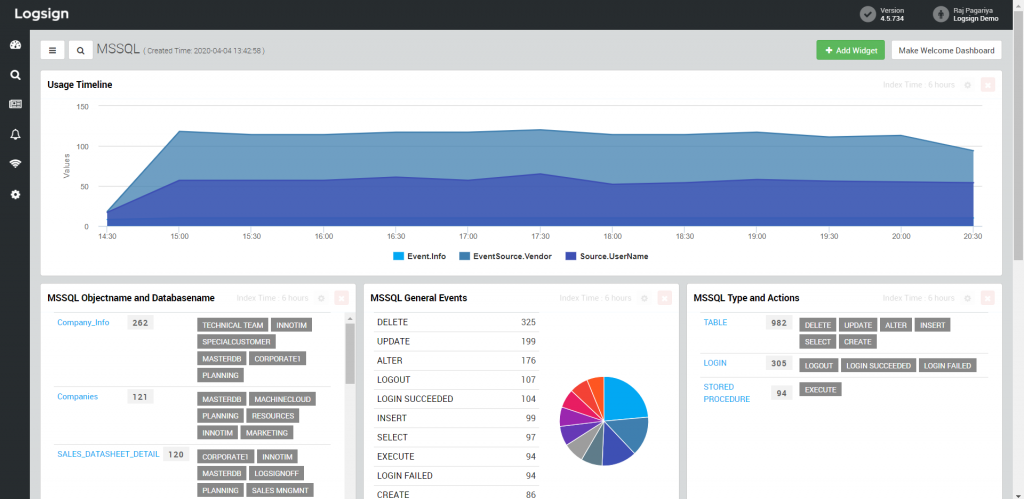 Logsign
Version
4.5.734
Raj Pagariya
Logsign Demo
MSSQL ( Created Time: 2020-04-04 13:42:58 )
+ Add Widget
Make Welcome Dashboard
Usage Timeline
Index Time : 6 hours
150
100
50
0
Values
14:30 15:00 15:30 16:00 16:30 17:00 17:30 18:00 18:30 19:00 19:30 20:00 20:30
Event.Info EventSource.Vendor Source.UserName
MSSQL Objectname and Databasename
Index Time : 6 hours
Company_Info 262 TECHNICAL TEAM INNOTIM
SPECIALCUSTOMER
MASTERDB CORPORATE1
PLANNING
Companies 121 MASTERDB MACHINECLOUD
PLANNING RESOURCES
INNOTIM MARKETING
SALES_DATASHEET_DETAIL 120 CORPORATE1 INNOTIM
MASTERDB LOGSIGNOFF
PLANNING SALES MNGMNT
MSSQL General Events
Index Time : 6 hours
DELETE 325
UPDATE 199
ALTER 176
LOGOUT 107
LOGIN SUCCEEDED 104
INSERT 99
SELECT 97
EXECUTE 94
LOGIN FAILED 94
CREATE 86
MSSQL Type and Actions
Index Time : 6 hours
TABLE 982 DELETE UPDATE ALTER INSERT
SELECT CREATE
LOGIN 305 LOGOUT LOGIN SUCCEEDED LOGIN FAILED
STORED
PROCEDURE 94 EXECUTE